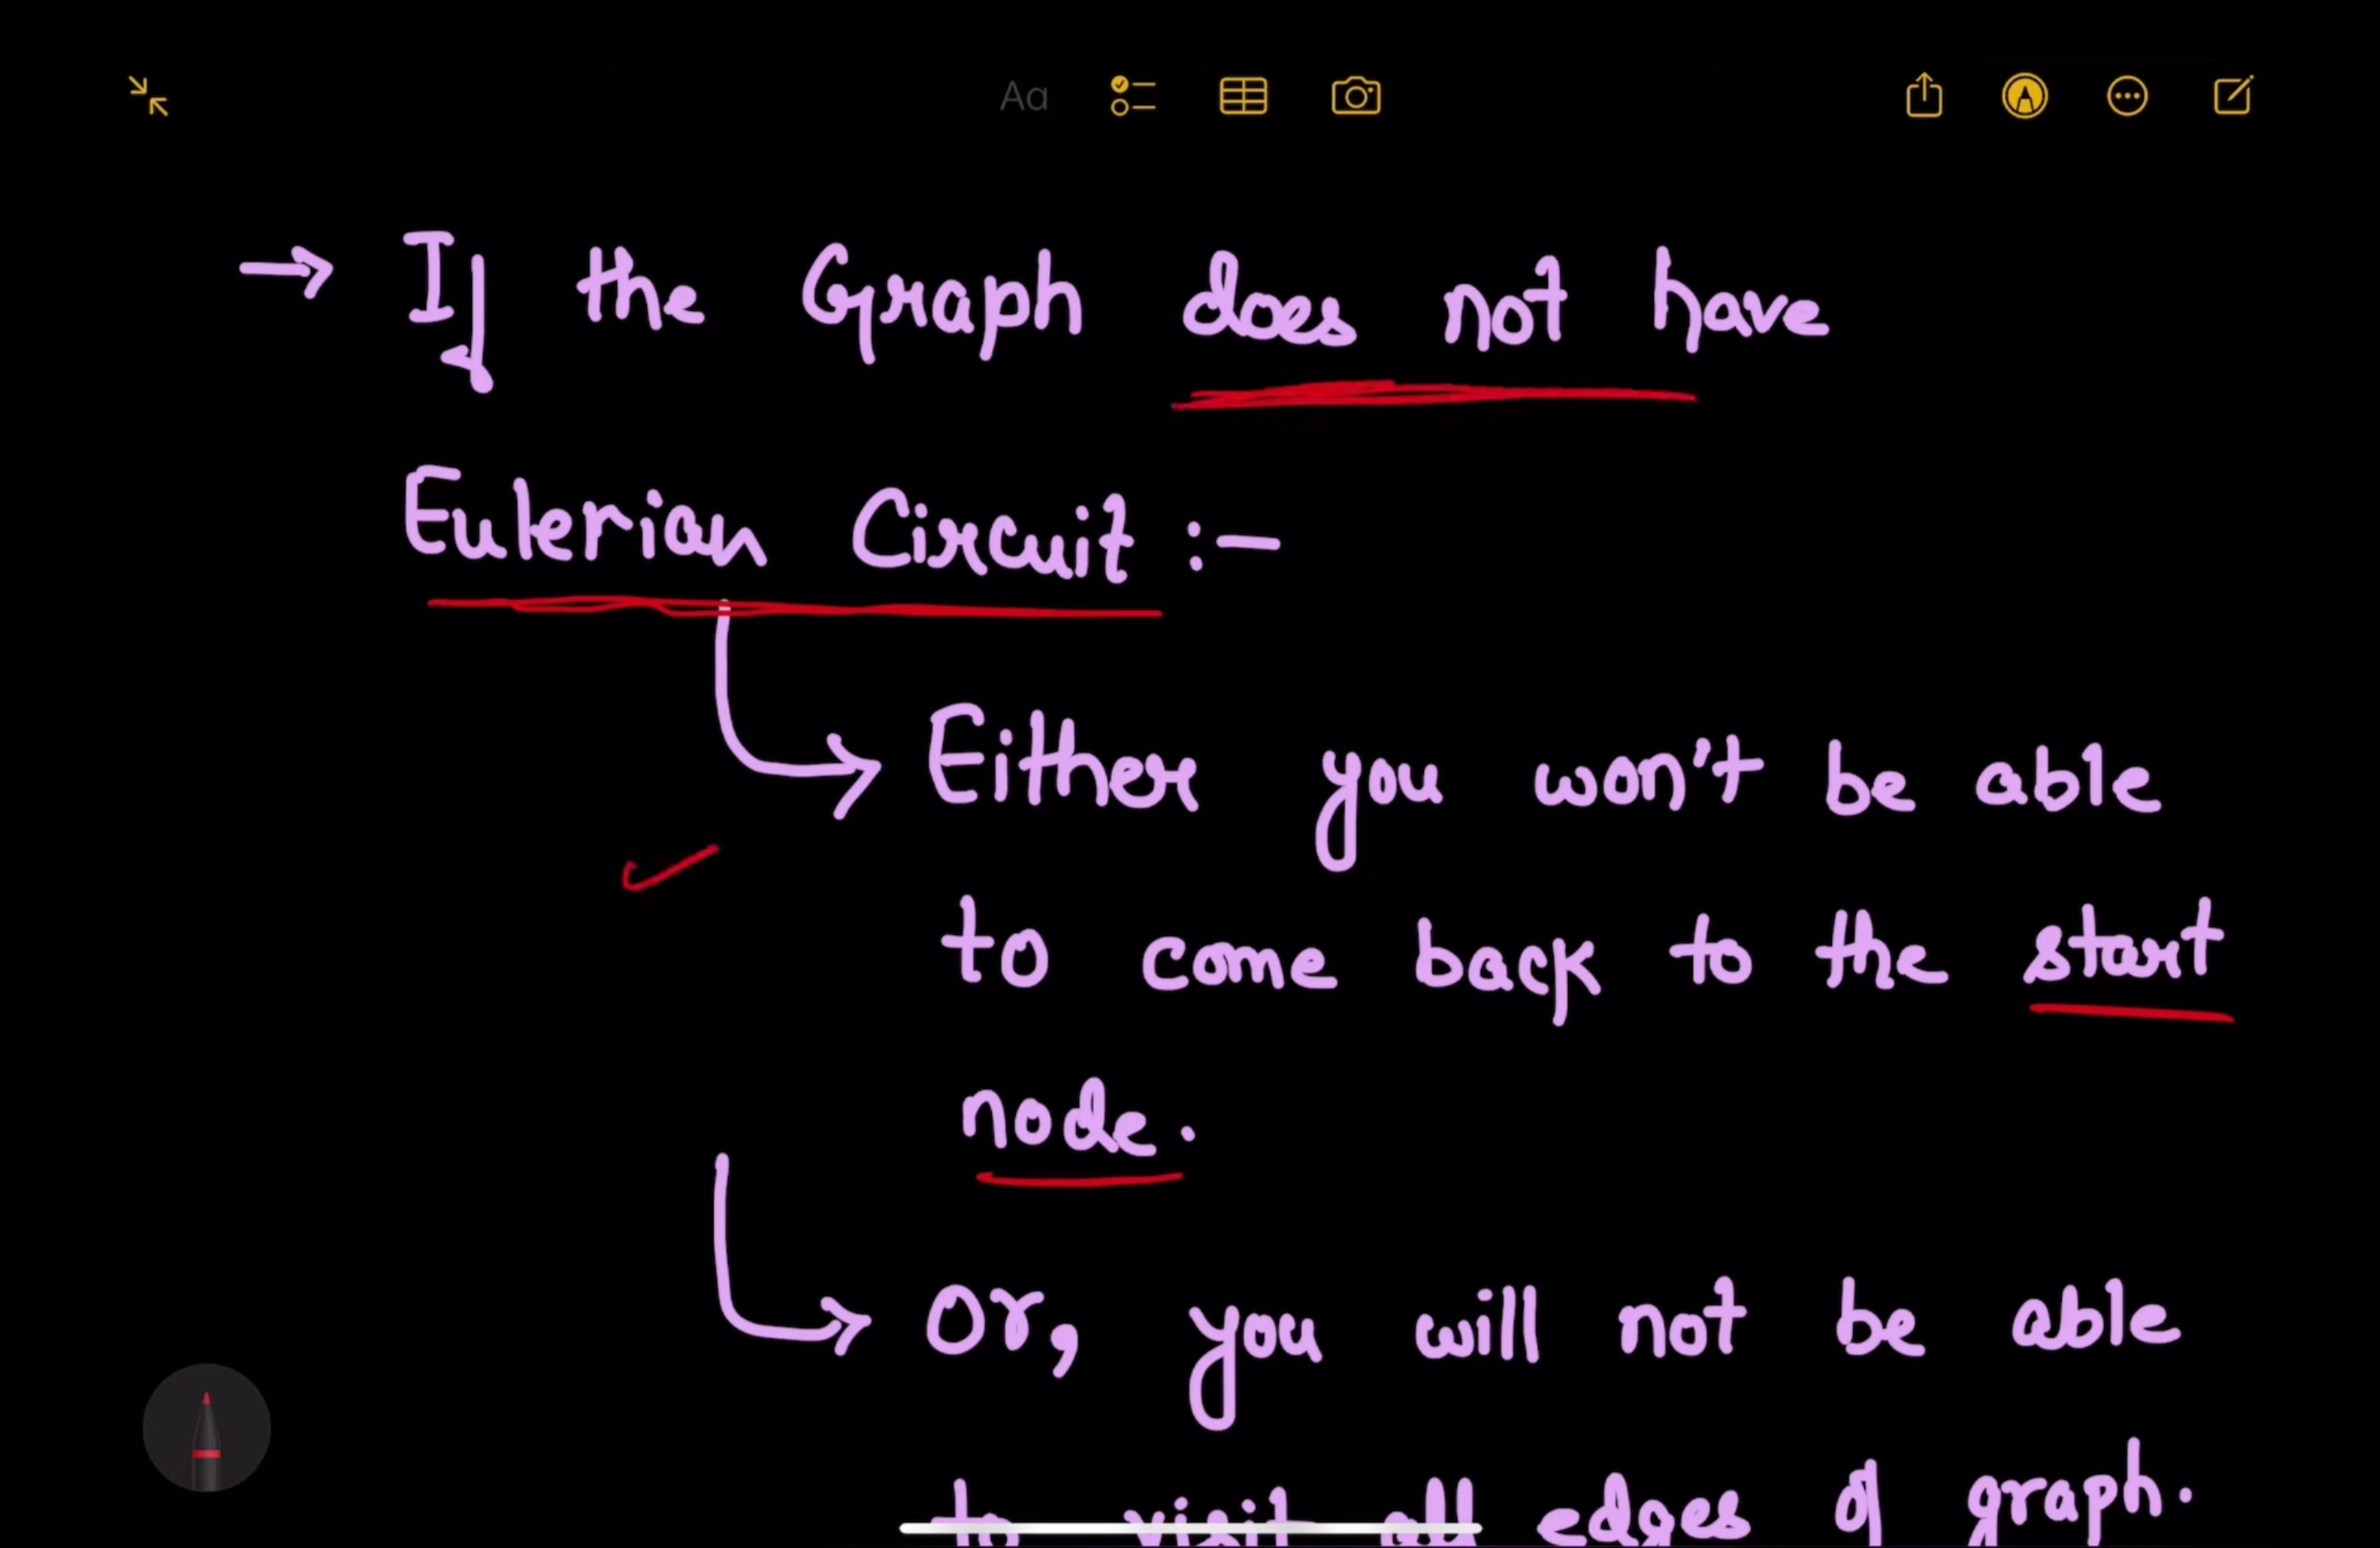 Aa
→ If the Graph does not have
Eulerian Circuit :-
Either you won't be able
to come back to the start
node.
Or, you will not be able
to visit all edges of graph.